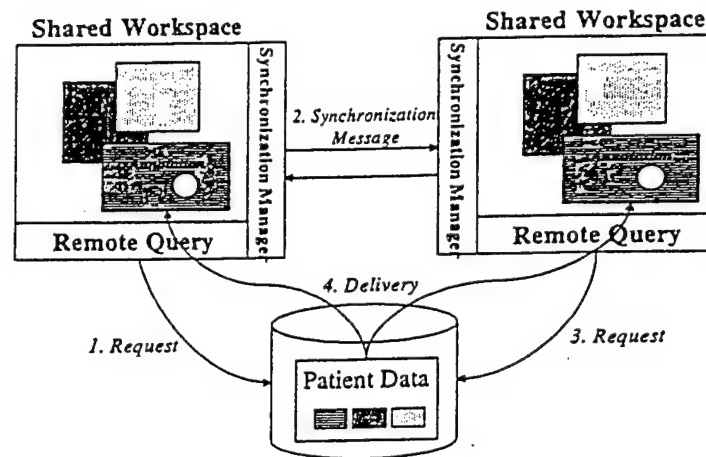 Shared Workspace
Shared Workspace
Synchronization Manager
2. Synchronization
Message
Synchronization Manager
Remote Query
Remote Query
4. Delivery
1. Request
3. Request
Patient Data